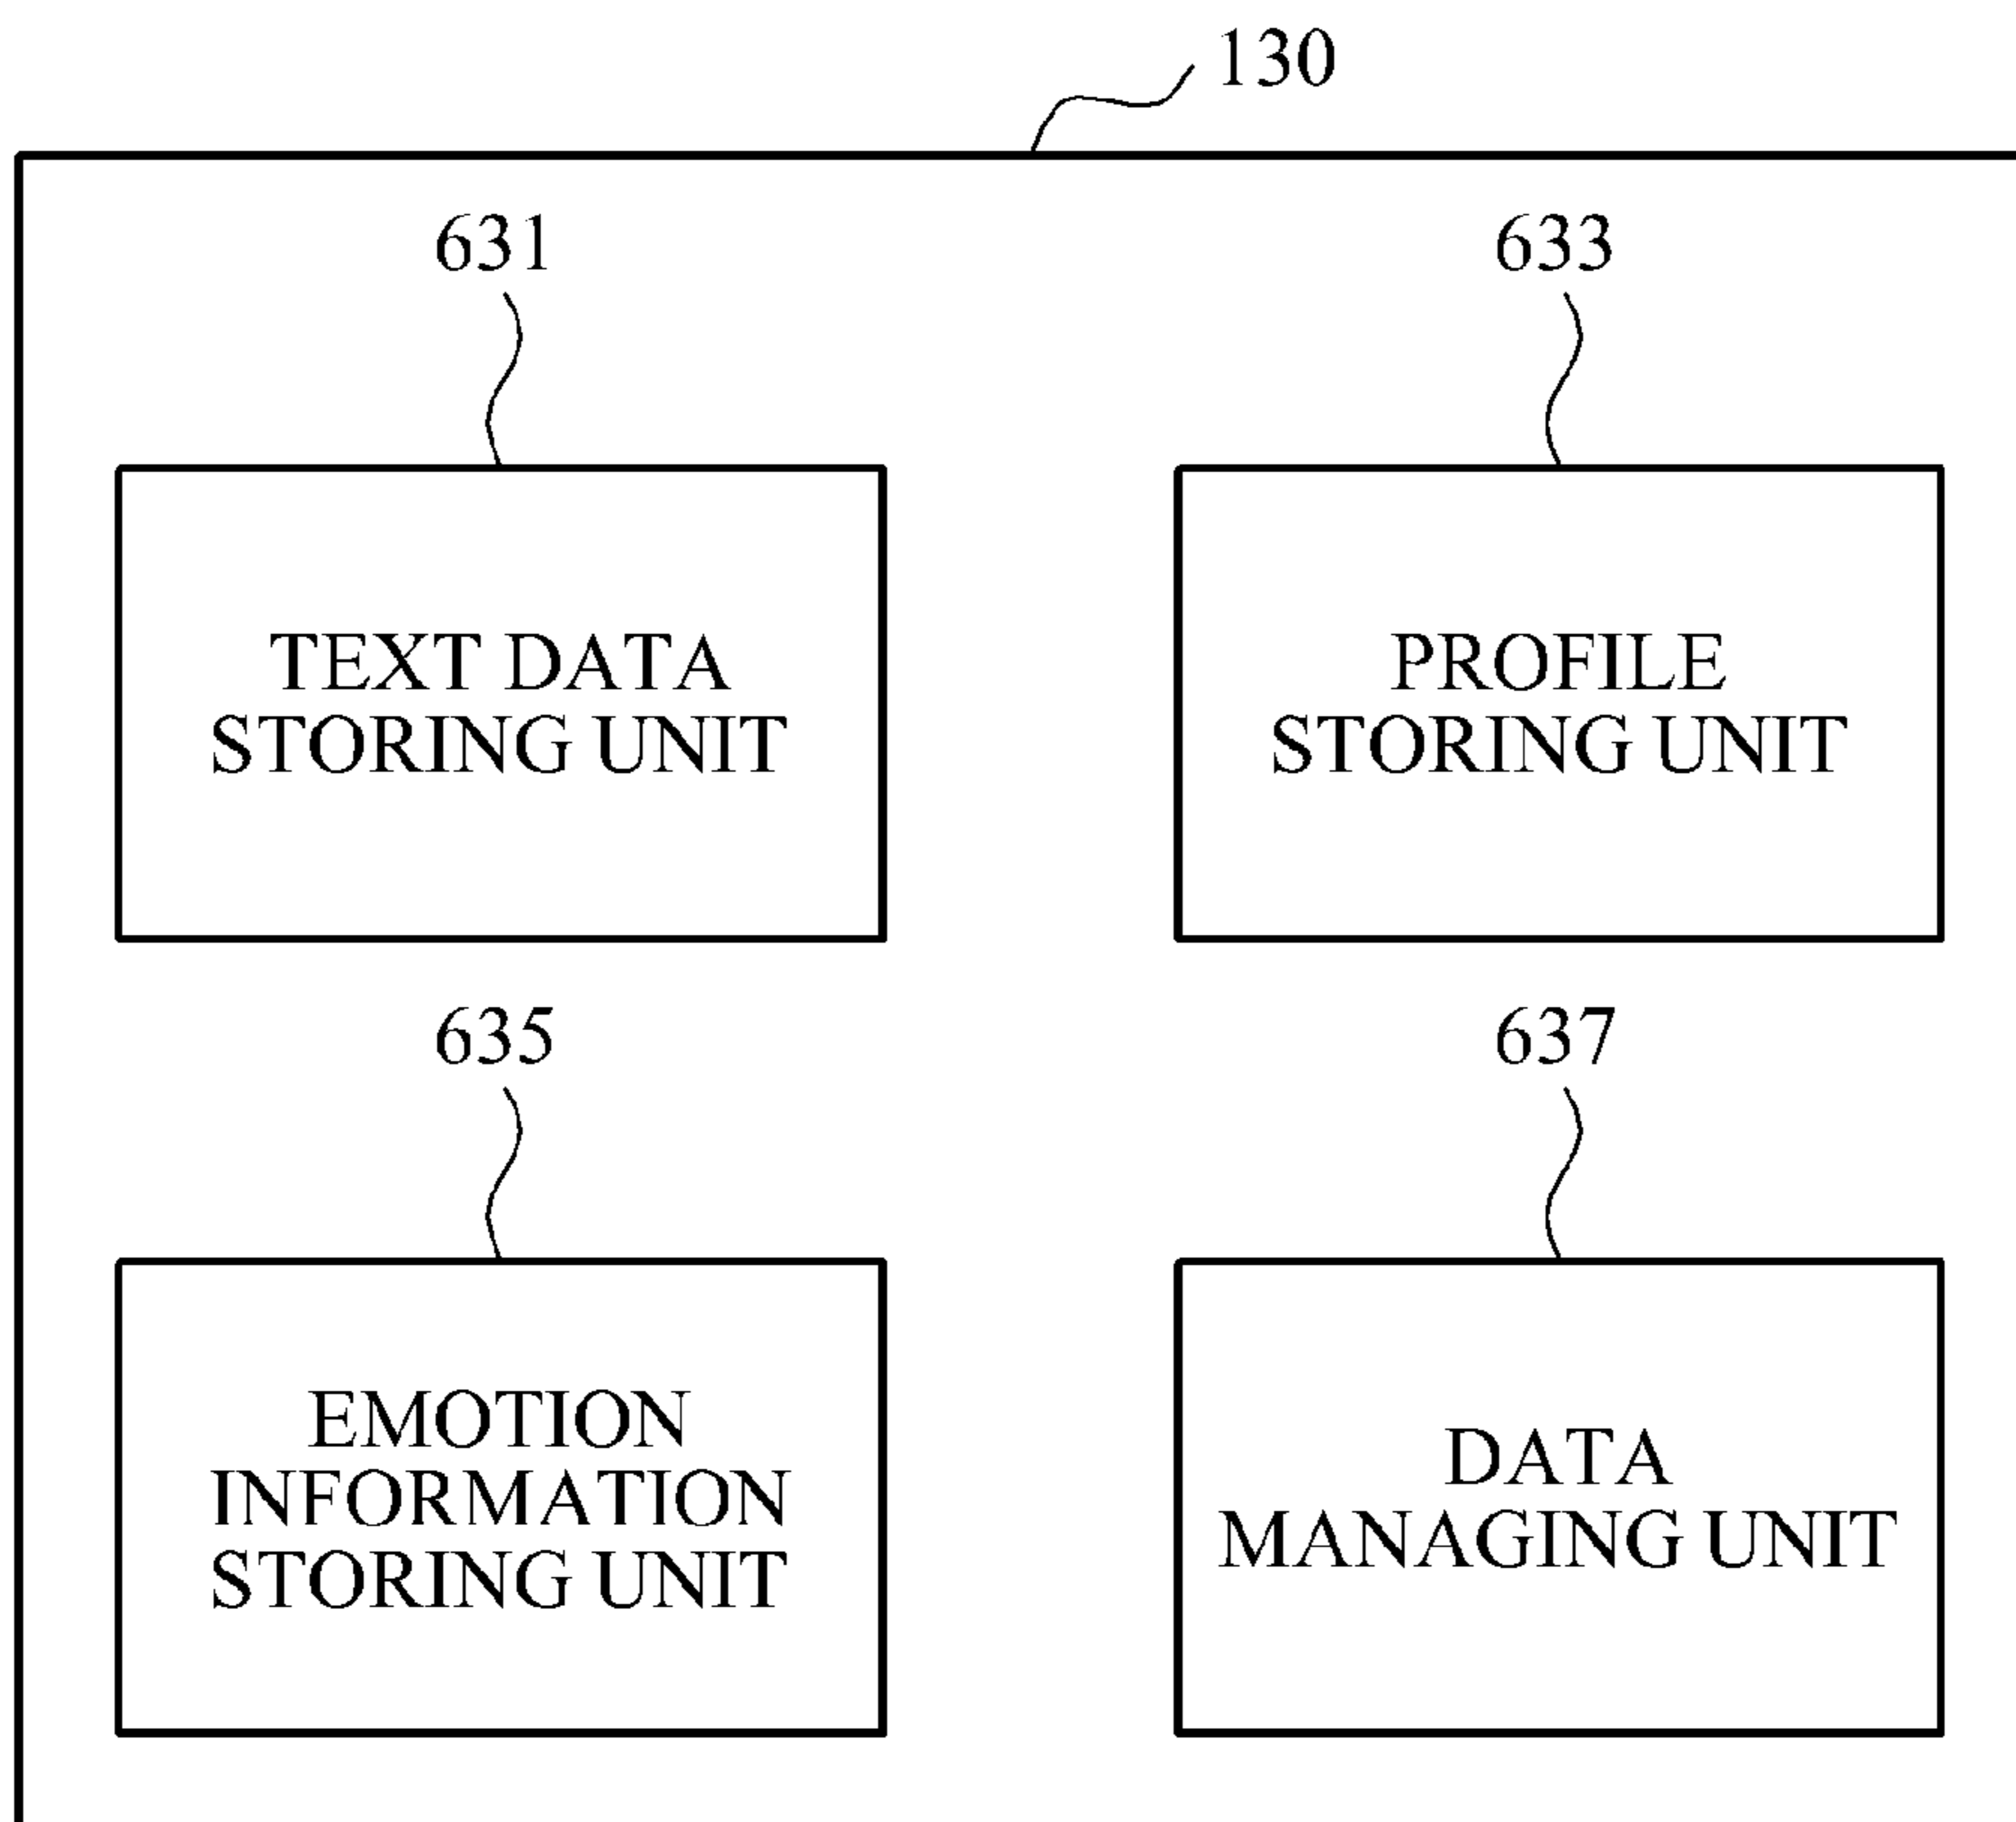 130
631
633
TEXT DATA
STORING UNIT
PROFILE
STORING UNIT
635
637
EMOTION
INFORMATION
STORING UNIT
DATA
MANAGING UNIT